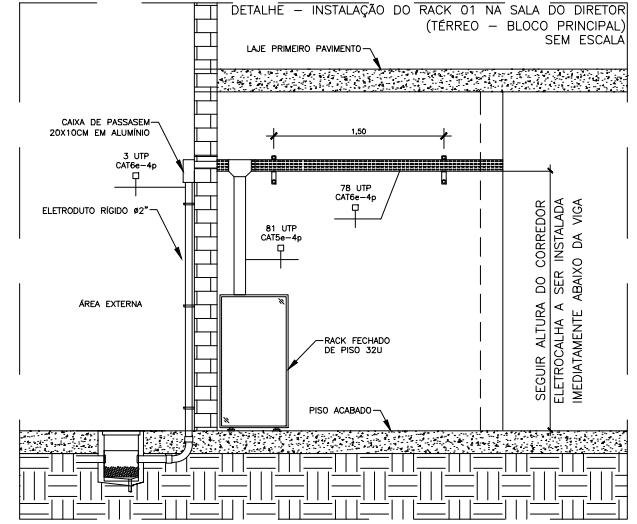 DETALHE – INSTALAÇÃO DO RACK 01 NA SALA DO DIRETOR
(TÉRREO – BLOCO PRINCIPAL)
SEM ESCALA
LAJE PRIMEIRO PAVIMENTO
CAIXA DE PASSASEM
20X10CM EM ALUMÍNIO
1,50
3 UTP
CAT6e-4p
78 UTP
CAT6e-4p
ELETRODUTO RÍGIDO ø2"
81 UTP
CAT5e-4p
ÁREA EXTERNA
RACK FECHADO
DE PISO 32U
PISO ACABADO
SEGUIR ALTURA DO CORREDOR
ELETROCALHA A SER INSTALADA
IMEDIATAMENTE ABAIXO DA VIGA